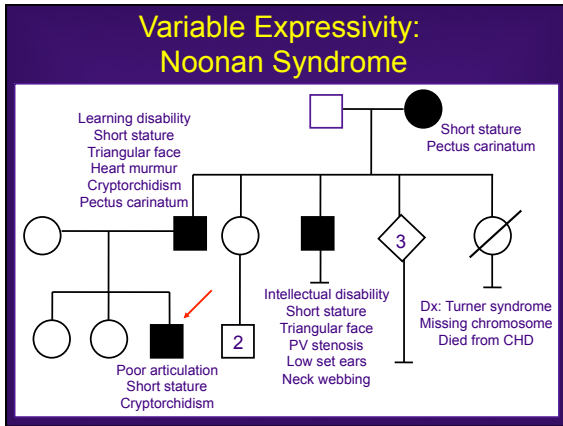 Variable Expressivity:
Noonan Syndrome
Learning disability
Short stature
Triangular face
Heart murmur
Cryptorchidism
Pectus carinatum
Short stature
Pectus carinatum
3
2
Poor articulation
Short stature
Cryptorchidism
Intellectual disability
Short stature
Triangular face
PV stenosis
Low set ears
Neck webbing
Dx: Turner syndrome
Missing chromosome
Died from CHD